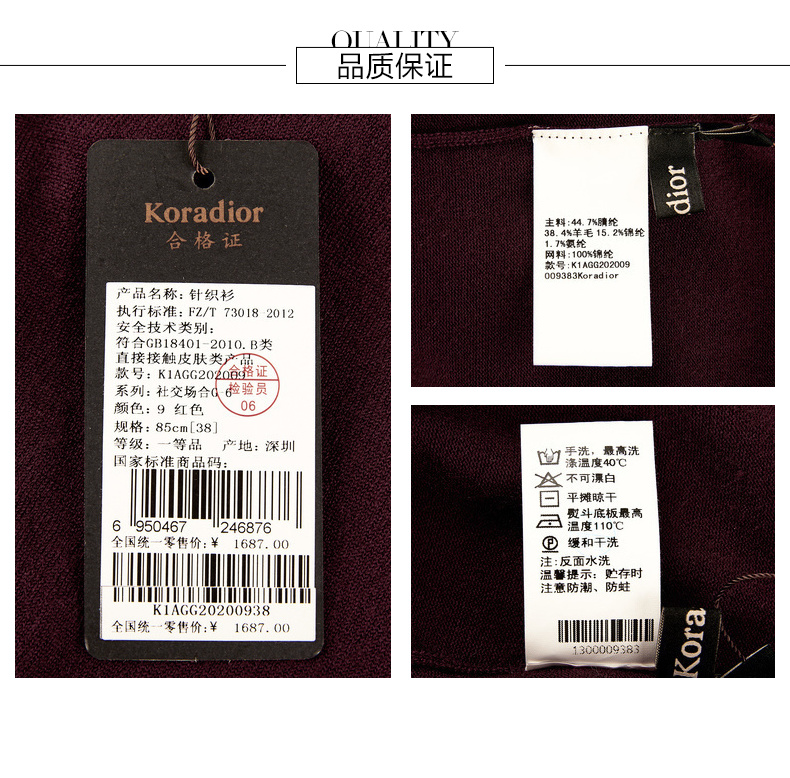 QUALITY
品质保证
Koradior
合格证
产品名称: 针织衫
执行标准: FZ/T 73018-2012
安全技术类别:
符合GB18401-2010.B类
直接接触皮肤类产品
款号: K1AGG202009
系列: 社交场合G-6
颜色: 9 红色
规格: 85cm[38]
等级: 一等品 产地: 深圳
国家标准商品码:
合格证
检验员
06
6 950467 246876
全国统一零售价:¥ 1687.00
K1AGG20200938
全国统一零售价:¥ 1687.00
主料:44.7%腈纶
38.4%羊毛 15.2%锦纶
1.7%氨纶
网料:100%锦纶
款号:K1AGG202009
009383Koradior
dior
手洗，最高洗
涤温度40℃
不可漂白
平摊晾干
熨斗底板最高
温度110℃
缓和干洗
注:反面水洗
温馨提示: 贮存时
注意防潮、防蛀
1300009383
Kora